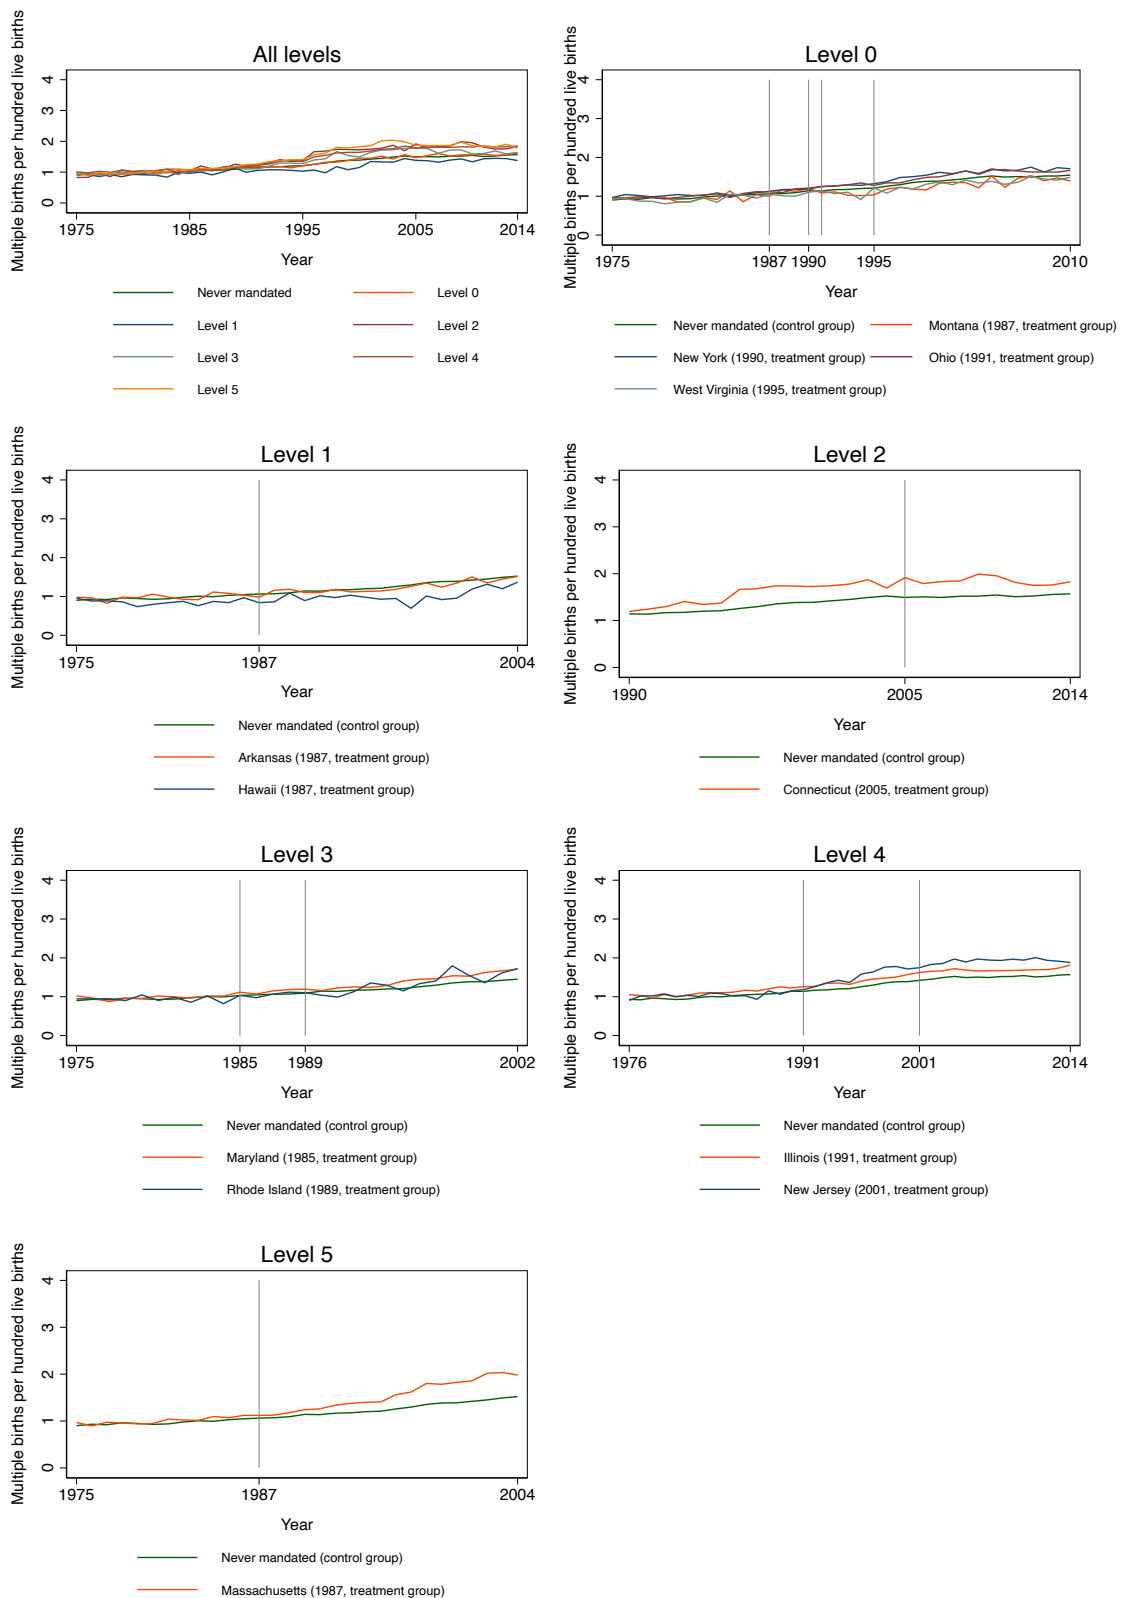 All levels
Multiple births per hundred live births
4
3
2
1
0
1975 1985 1995 2005 2014
Year
Never mandated Level 0
Level 1 Level 2
Level 3 Level 4
Level 5
Level 0
Multiple births per hundred live births
4
3
2
1
0
1975 1987 1990 1995 2010
Year
Never mandated (control group) Montana (1987, treatment group)
New York (1990, treatment group) Ohio (1991, treatment group)
West Virginia (1995, treatment group)
Level 1
Multiple births per hundred live births
4
3
2
1
0
1975 1987 2004
Year
Never mandated (control group)
Arkansas (1987, treatment group)
Hawaii (1987, treatment group)
Level 2
Multiple births per hundred live births
4
3
2
1
0
1990 2005 2014
Year
Never mandated (control group)
Connecticut (2005, treatment group)
Level 3
Multiple births per hundred live births
4
3
2
1
0
1975 1985 1989 2002
Year
Never mandated (control group)
Maryland (1985, treatment group)
Rhode Island (1989, treatment group)
Level 4
Multiple births per hundred live births
4
3
2
1
0
1976 1991 2001 2014
Year
Never mandated (control group)
Illinois (1991, treatment group)
New Jersey (2001, treatment group)
Level 5
Multiple births per hundred live births
4
3
2
1
0
1975 1987 2004
Year
Never mandated (control group)
Massachusetts (1987, treatment group)